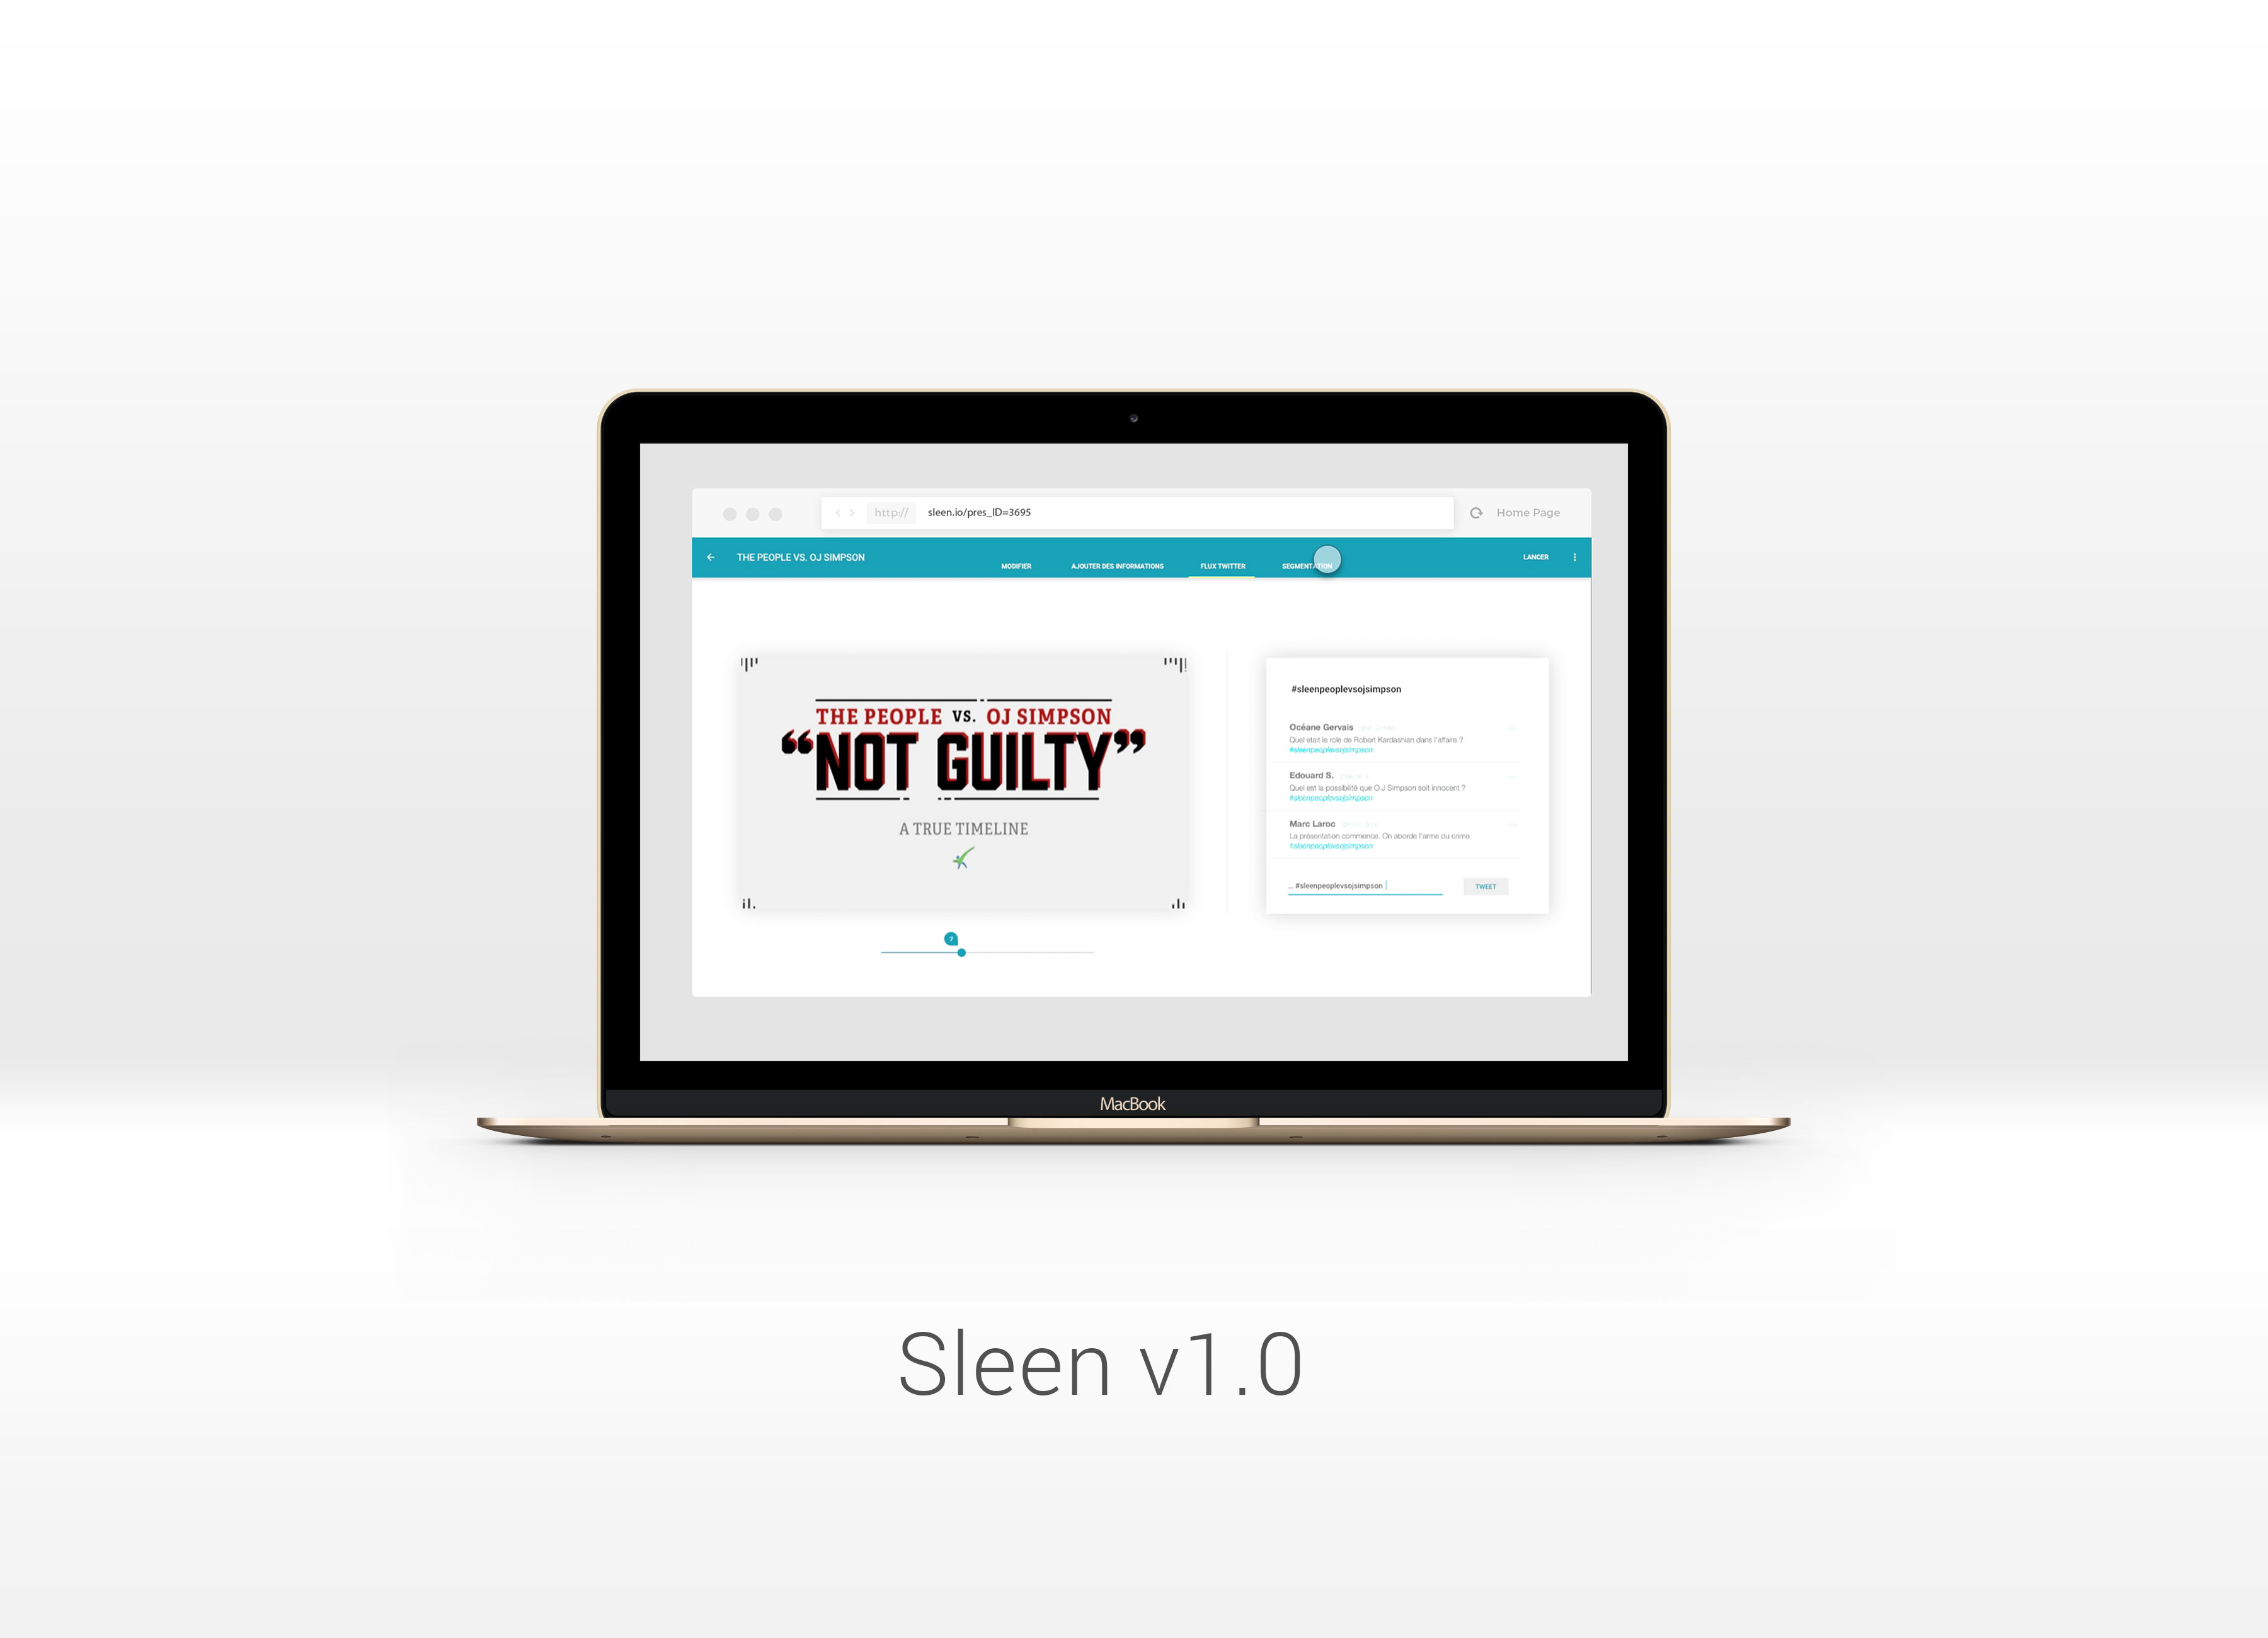 http:// sleen.io/pres_ID=3695 Home Page
THE PEOPLE VS. OJ SIMPSON
MODIFIER AJOUTER DES INFORMATIONS FLUX TWITTER SEGMENTATION
LANCER
THE PEOPLE VS. OJ SIMPSON
“NOT GUILTY”
A TRUE TIMELINE
7
#sleenpeoplevsojsimpson
Océane Gervais
Quel etait le role de Robert Kardashian dans l'affaire ?
#sleenpeoplevsojsimpson
Edouard S.
Quel est la possibilité que O.J Simpson soit innocent ?
#sleenpeoplevsojsimpson
Marc Laroc
La présentation commence. On aborde l'arme du crime.
#sleenpeoplevsojsimpson
... #sleenpeoplevsojsimpson
TWEET
MacBook
Sleen v1.0